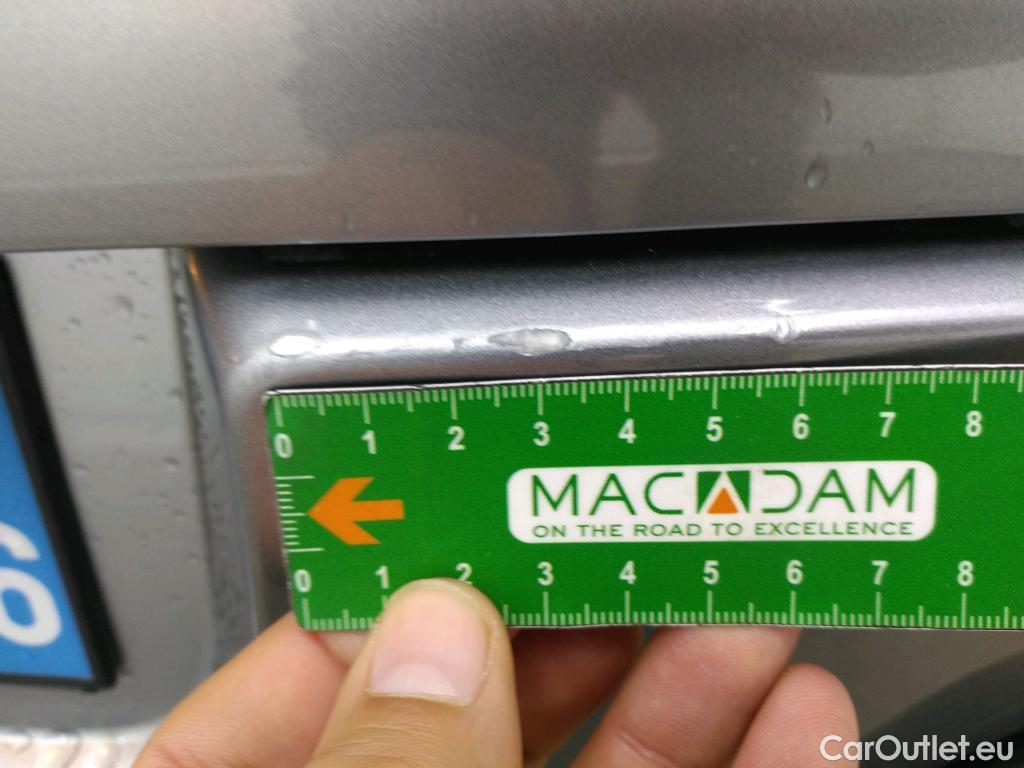 0 1 2 3 4 5 6 7 8
MACADAM
ON THE ROAD TO EXCELLENCE
0 1 2 3 4 5 6 7 8
CarOutlet.eu